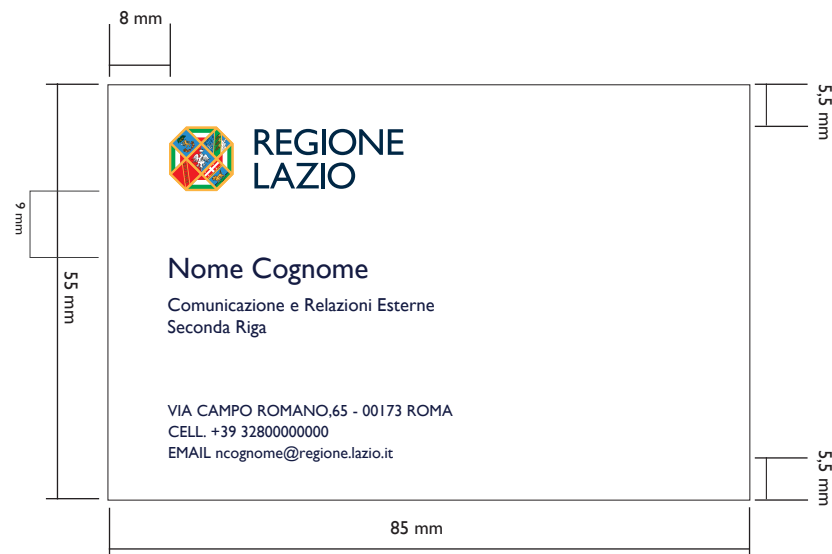 8 mm
5,5 mm
REGIONE
LAZIO
9 mm
55 mm
Nome Cognome
Comunicazione e Relazioni Esterne
Seconda Riga
VIA CAMPO ROMANO,65 - 00173 ROMA
CELL. +39 32800000000
EMAIL ncognome@regione.lazio.it
5,5 mm
85 mm